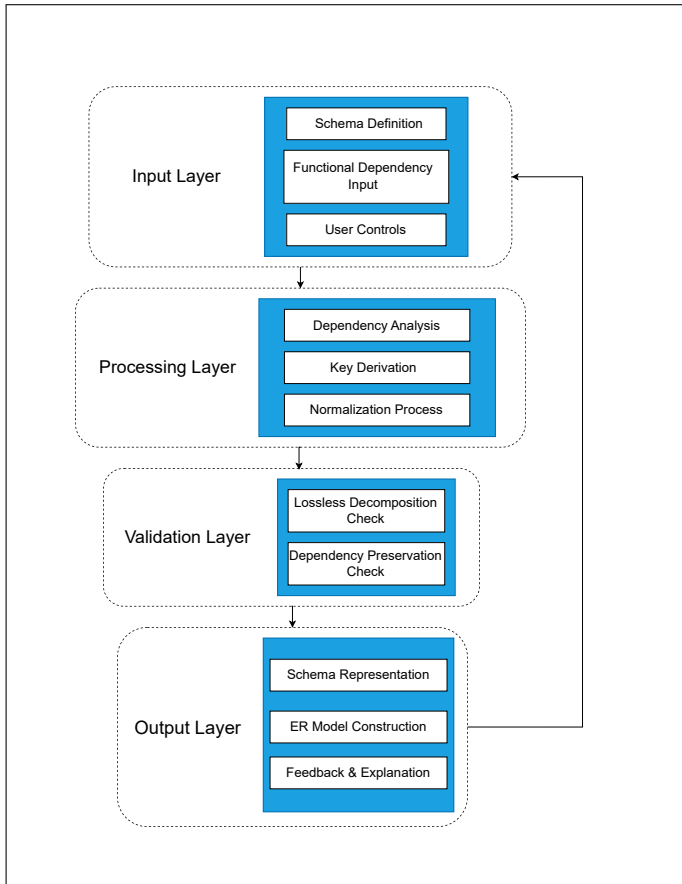 Input Layer
Schema Definition
Functional Dependency
Input
User Controls
Processing Layer
Dependency Analysis
Key Derivation
Normalization Process
Validation Layer
Lossless Decomposition
Check
Dependency Preservation
Check
Output Layer
Schema Representation
ER Model Construction
Feedback & Explanation